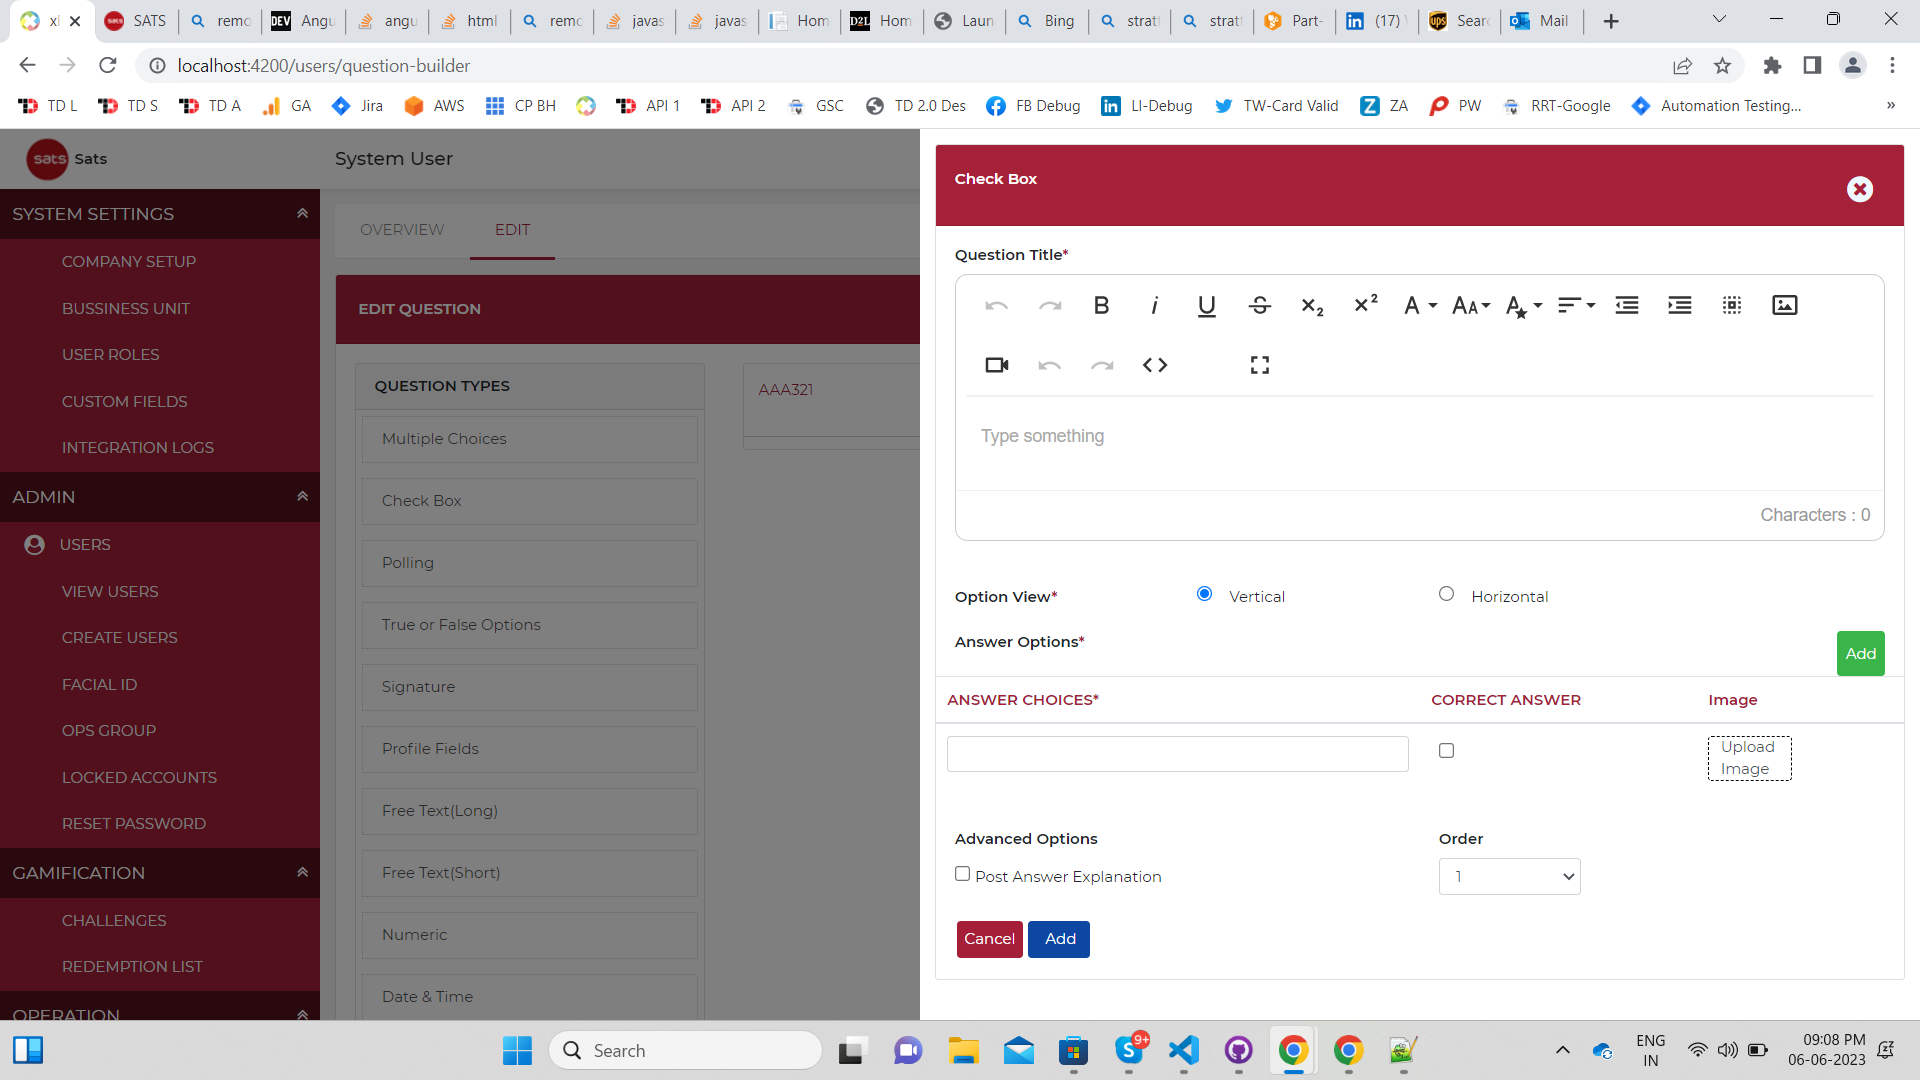 xl
SATS
remo
DEV Angu
angu
html
remo
javas
javas
Hom
D2L Hom
Laun
Bing
stratt
stratt
Part-
in (17)
ups Searc
Mail
localhost:4200/users/question-builder
TD L
TD S
TD A
GA
Jira
AWS
CP BH
API 1
API 2
GSC
TD 2.0 Des
FB Debug
in LI-Debug
TW-Card Valid
Z ZA
PW
RRT-Google
Automation Testing...
»
sats Sats
System User
SYSTEM SETTINGS
COMPANY SETUP
BUSSINESS UNIT
USER ROLES
CUSTOM FIELDS
INTEGRATION LOGS
ADMIN
USERS
VIEW USERS
CREATE USERS
FACIAL ID
OPS GROUP
LOCKED ACCOUNTS
RESET PASSWORD
GAMIFICATION
CHALLENGES
REDEMPTION LIST
OPERATION
OVERVIEW
EDIT
EDIT QUESTION
QUESTION TYPES
Multiple Choices
Check Box
Polling
True or False Options
Signature
Profile Fields
Free Text(Long)
Free Text(Short)
Numeric
Date & Time
AAA321
Check Box
Question Title*
Type something
Characters : 0
Option View*
Vertical
Horizontal
Answer Options*
Add
ANSWER CHOICES*
CORRECT ANSWER
Image
Upload
Image
Advanced Options
Order
Post Answer Explanation
1
Cancel
Add
Search
9+
ENG
IN
09:08 PM
06-06-2023